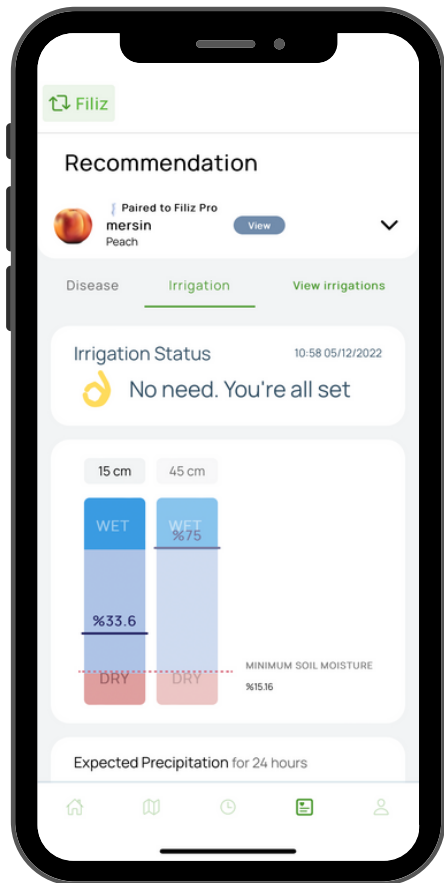 Filiz
Recommendation
Paired to Filiz Pro
mersin
Peach
View
Disease
Irrigation
View irrigations
Irrigation Status
10:58 05/12/2022
No need. You're all set
15 cm
45 cm
WET
WET
%75
%33.6
DRY
DRY
MINIMUM SOIL MOISTURE
%15.16
Expected Precipitation for 24 hours